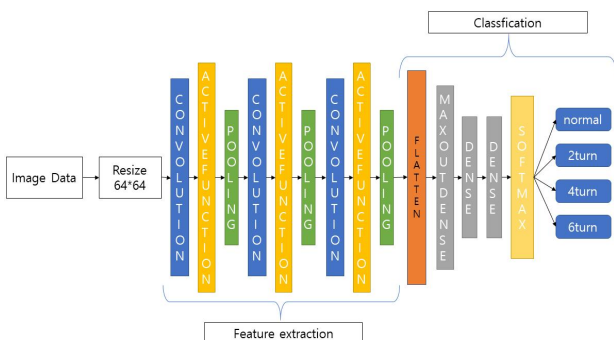 Classfication
Image Data
Resize
64*64
CONVOLUTION
ACTIVEFUNCTION
POOLING
CONVOLUTION
ACTIVEFUNCTION
POOLING
CONVOLUTION
ACTIVEFUNCTION
POOLING
FLATTEN
MAXOUTDENSE
DENSE
DENSE
SOFTMAX
normal
2turn
4turn
6turn
Feature extraction